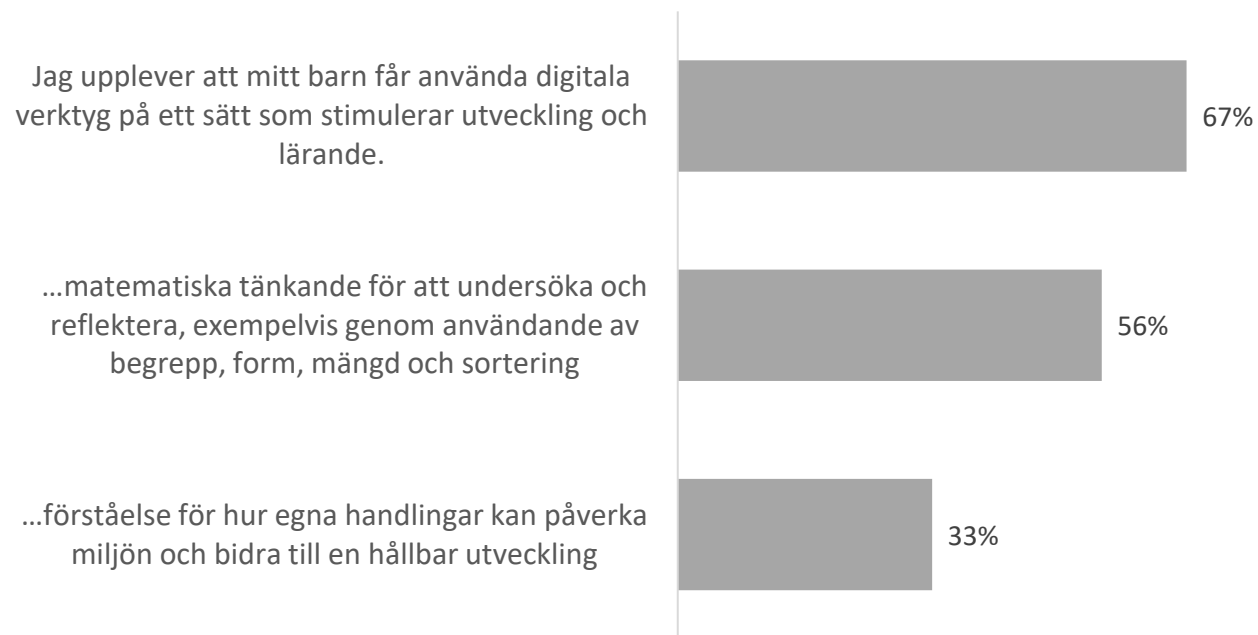 Jag upplever att mitt barn får använda digitala
verktyg på ett sätt som stimulerar utveckling och
lärande.
67%
…matematiska tänkande för att undersöka och
reflektera, exempelvis genom användande av
begrepp, form, mängd och sortering
56%
…förståelse för hur egna handlingar kan påverka
miljön och bidra till en hållbar utveckling
33%